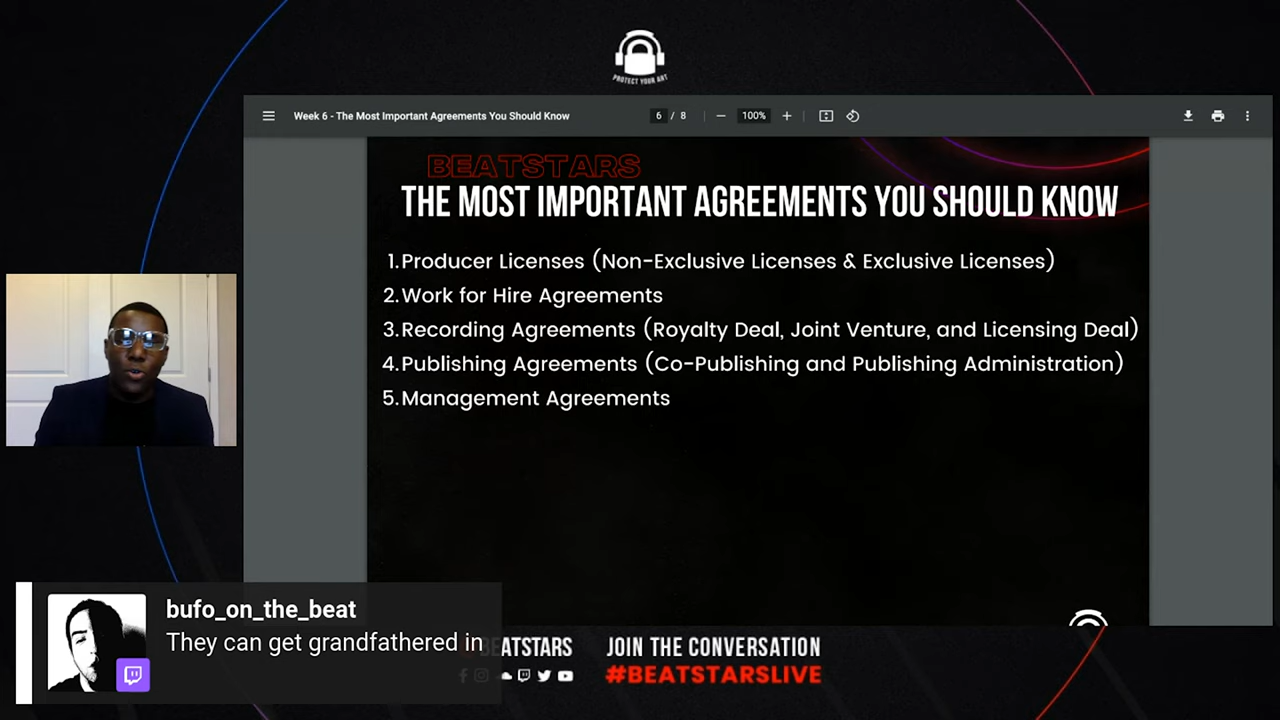 PROTECT YOUR ART
Week 6 - The Most Important Agreements You Should Know
6 / 8
100%
BEATSTARS
THE MOST IMPORTANT AGREEMENTS YOU SHOULD KNOW
1.Producer Licenses (Non-Exclusive Licenses & Exclusive Licenses)
2.Work for Hire Agreements
3.Recording Agreements (Royalty Deal, Joint Venture, and Licensing Deal)
4.Publishing Agreements (Co-Publishing and Publishing Administration)
5.Management Agreements
bufo_on_the_beat
They can get grandfathered in
EATSTARS
JOIN THE CONVERSATION
#BEATSTARSLIVE